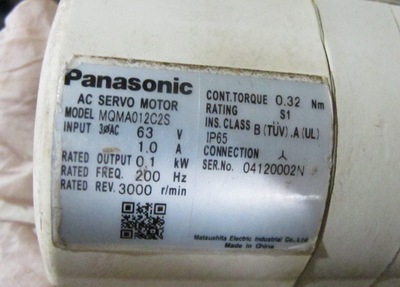 Panasonic
AC SERVO MOTOR
MODEL MQMA012C2S
INPUT 3øAC 63 V
1.0 A
RATED OUTPUT 0.1 kW
RATED FREQ. 200 Hz
RATED REV. 3000 r/min
CONT.TORQUE 0.32 Nm
RATING S1
INS.CLASS B (TÜV) .A (UL)
IP65
CONNECTION 人
SER.No. 04120002N
Matsushita Electric Industrial Co.,Ltd
Made in China